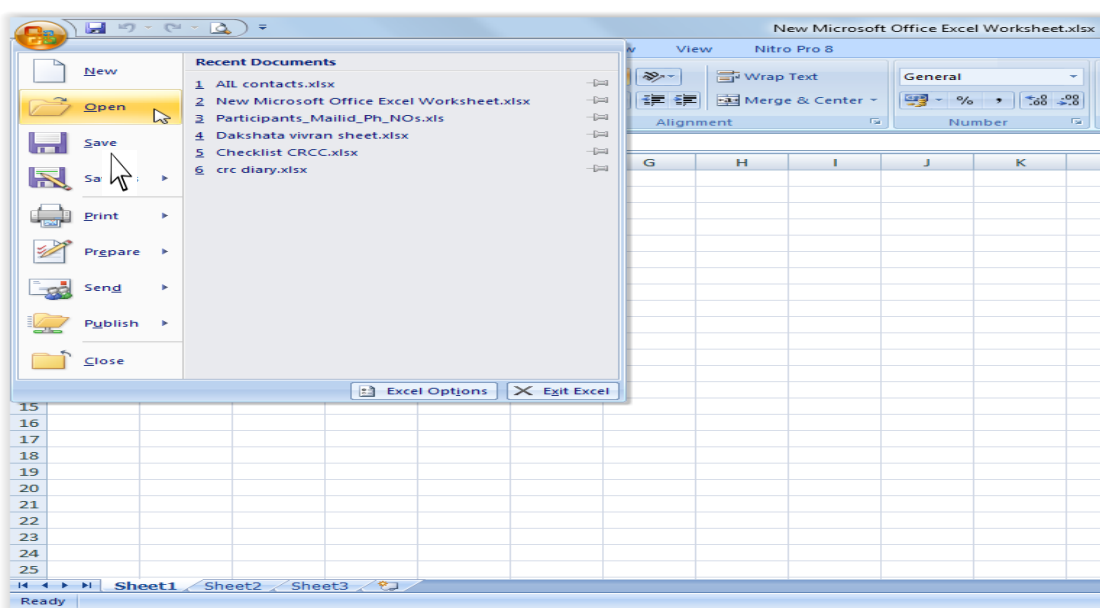 New Microsoft Office Excel Worksheet.xlsx
View Nitro Pro 8
Wrap Text
General
Merge & Center
% , .00
Alignment
Number
New
Open
Save
Print
Prepare
Send
Publish
Close
Recent Documents
1 AIL contacts.xlsx
2 New Microsoft Office Excel Worksheet.xlsx
3 Participants_Mailid_Ph_NOs.xls
4 Dakshata vivran sheet.xlsx
5 Checklist CRCC.xlsx
6 crc diary.xlsx
Excel Options
Exit Excel
G H I J K
15
16
17
18
19
20
21
22
23
24
25
Sheet1 Sheet2 Sheet3
Ready